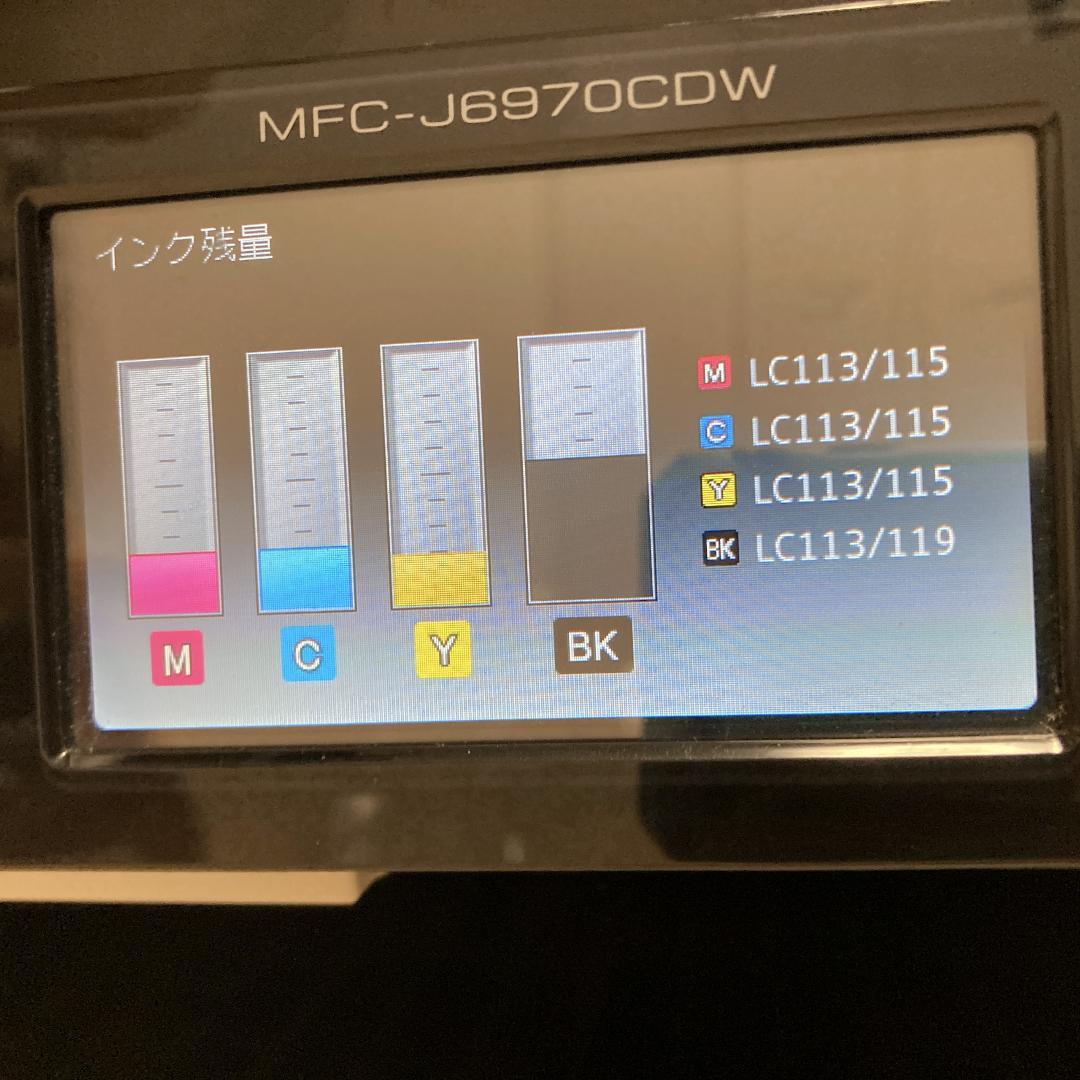 MFC-J6970CDW
インク残量
M LC113/115
C LC113/115
Y LC113/115
BK LC113/119
M C Y BK